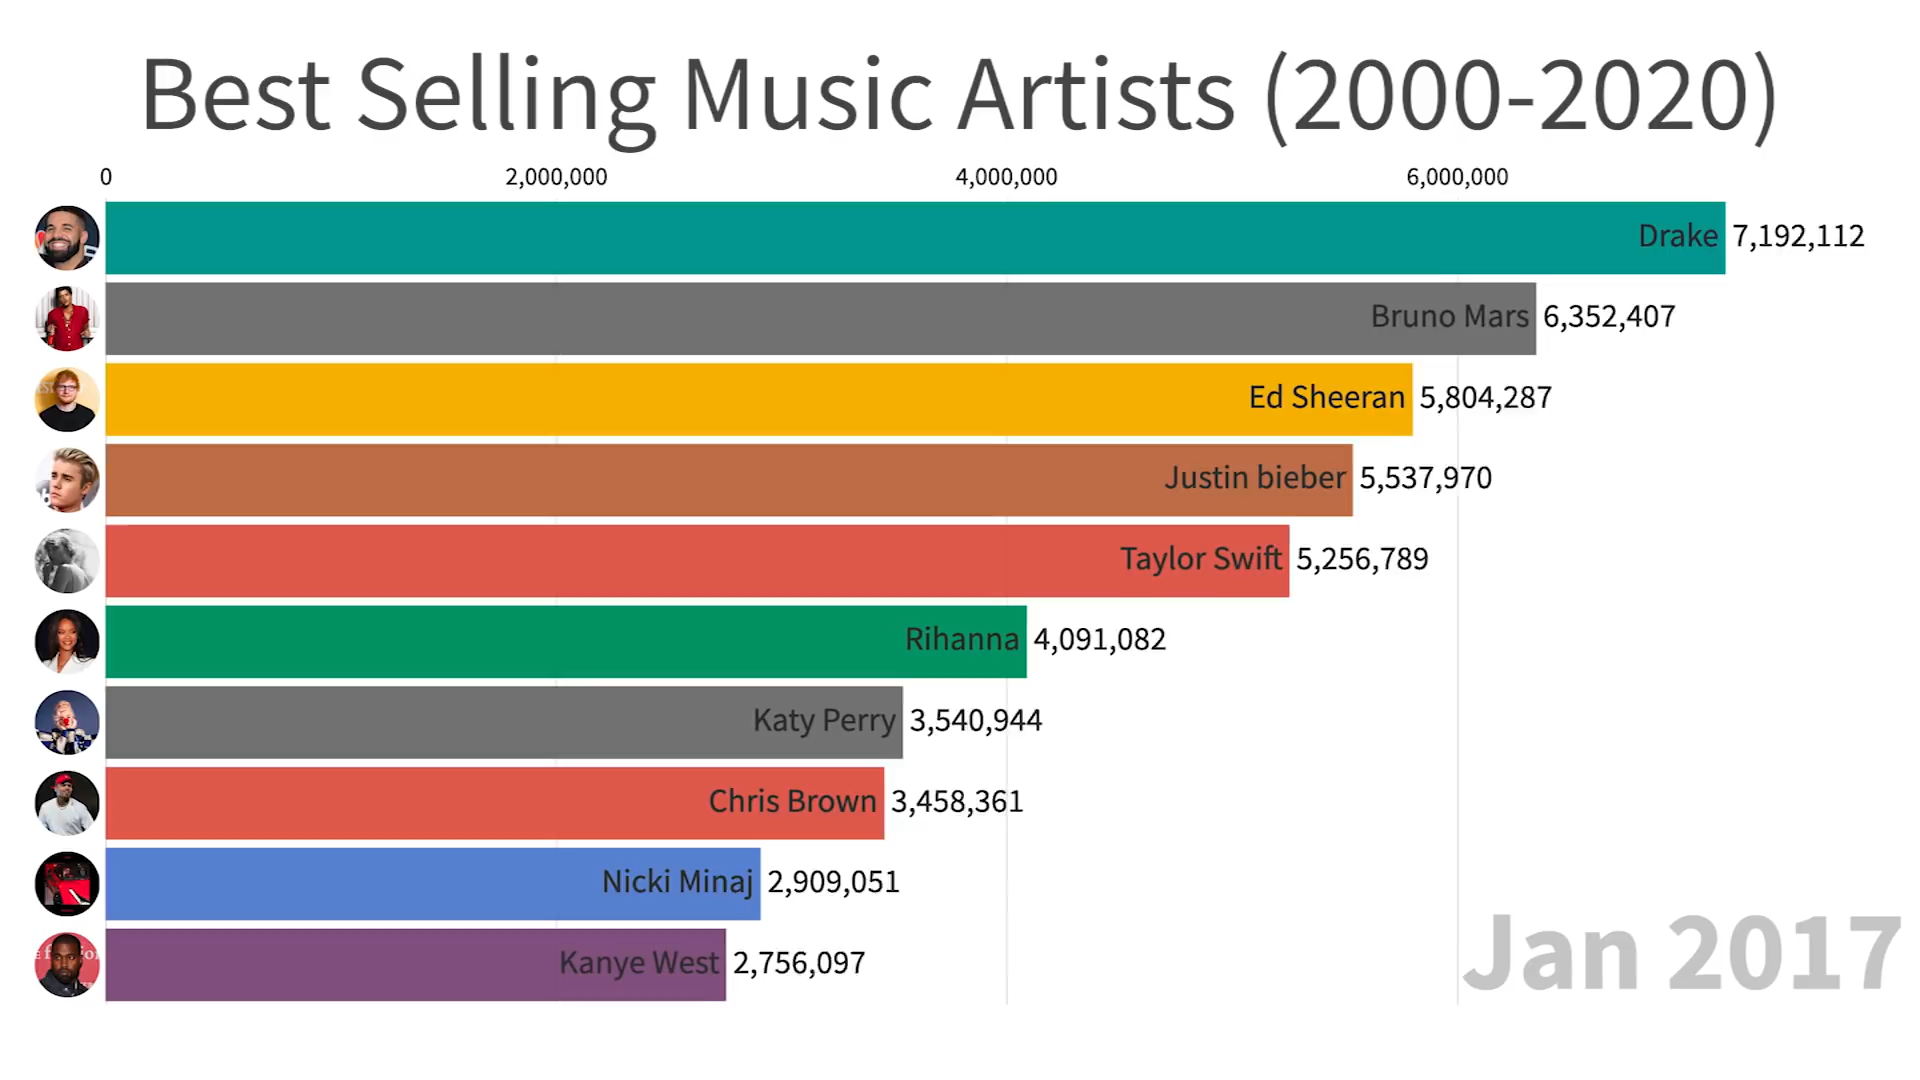 Best Selling Music Artists (2000-2020)
0 2,000,000 4,000,000 6,000,000
Drake 7,192,112
Bruno Mars 6,352,407
Ed Sheeran 5,804,287
Justin bieber 5,537,970
Taylor Swift 5,256,789
Rihanna 4,091,082
Katy Perry 3,540,944
Chris Brown 3,458,361
Nicki Minaj 2,909,051
Kanye West 2,756,097
Jan 2017